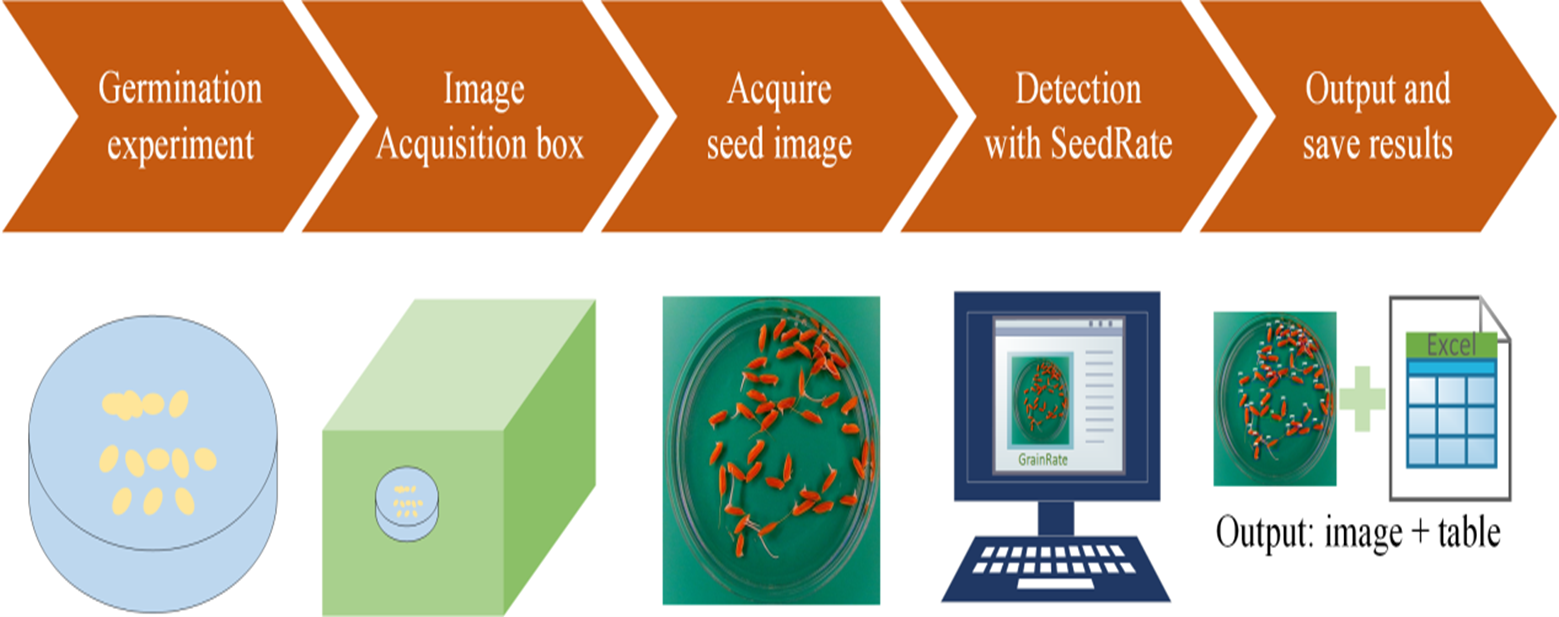 Germination
experiment
Image
Acquisition box
Acquire
seed image
Detection
with SeedRate
Output and
save results
GrainRate
Excel
Output: image + table